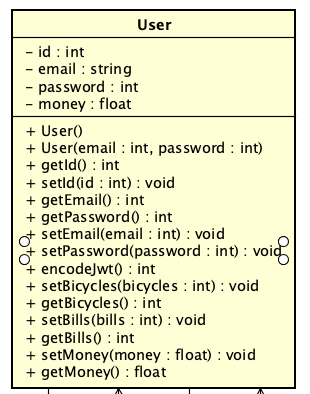 User
- id : int
- email : string
- password : int
- money : float
+ User()
+ User(email : int, password : int)
+ getId() : int
+ setId(id : int) : void
+ getEmail() : int
+ getPassword() : int
+ setEmail(email : int) : void
+ setPassword(password : int) : void
+ encodeJwt() : int
+ setBicycles(bicycles : int) : void
+ getBicycles() : int
+ setBills(bills : int) : void
+ getBills() : int
+ setMoney(money : float) : void
+ getMoney() : float